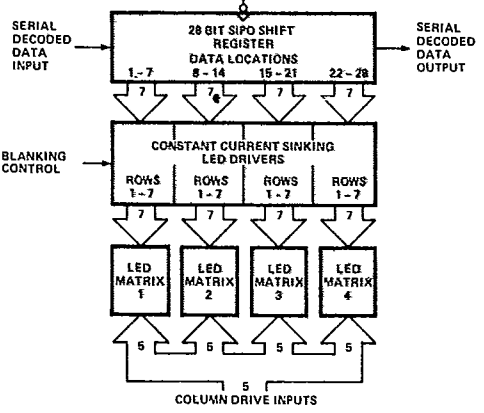 SERIAL DECODED DATA INPUT
28 BIT SIPO SHIFT
REGISTER
DATA LOCATIONS
1-7 8-14 15-21 22-28
SERIAL DECODED DATA OUTPUT
7 7 7 7
BLANKING CONTROL
CONSTANT CURRENT SINKING
LED DRIVERS
ROWS ROWS ROWS ROWS
1-7 1-7 1-7 1-7
7 7 7 7
LED MATRIX 1
LED MATRIX 2
LED MATRIX 3
LED MATRIX 4
5 5 5 5
5
COLUMN DRIVE INPUTS